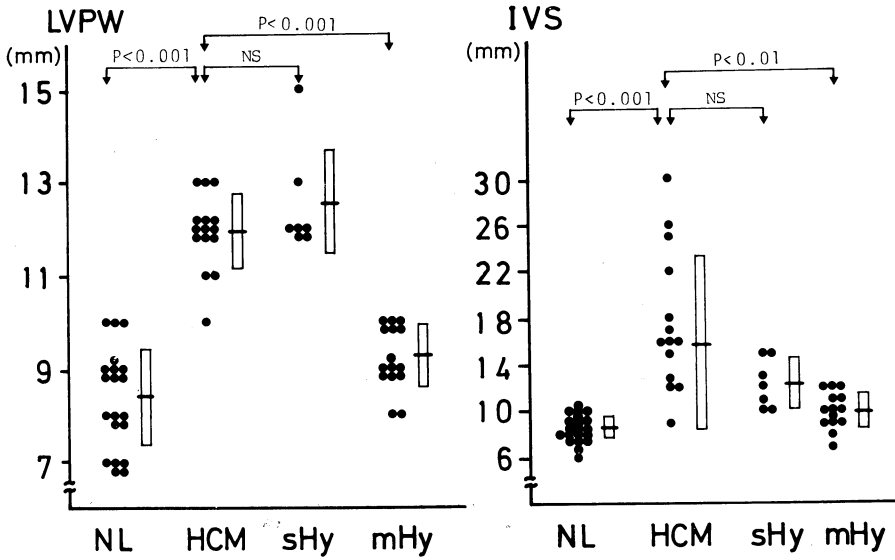 LVPW
(mm)
P<0.001
P<0.001
NS
15
13
11
9
7
NL HCM sHy mHy
IVS
(mm)
P<0.01
P<0.001
NS
30
26
22
18
14
10
6
NL HCM sHy mHy